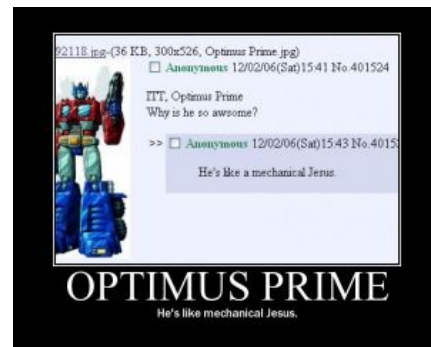 92118.jpg-(36 KB, 300x526, Optimus Prime.jpg)
Anonymous 12/02/06(Sat)15:41 No.401524
ITT, Optimus Prime
Why is he so awsome?
>> Anonymous 12/02/06(Sat)15:43 No.4015
He's like a mechanical Jesus.
OPTIMUS PRIME
He's like mechanical Jesus.